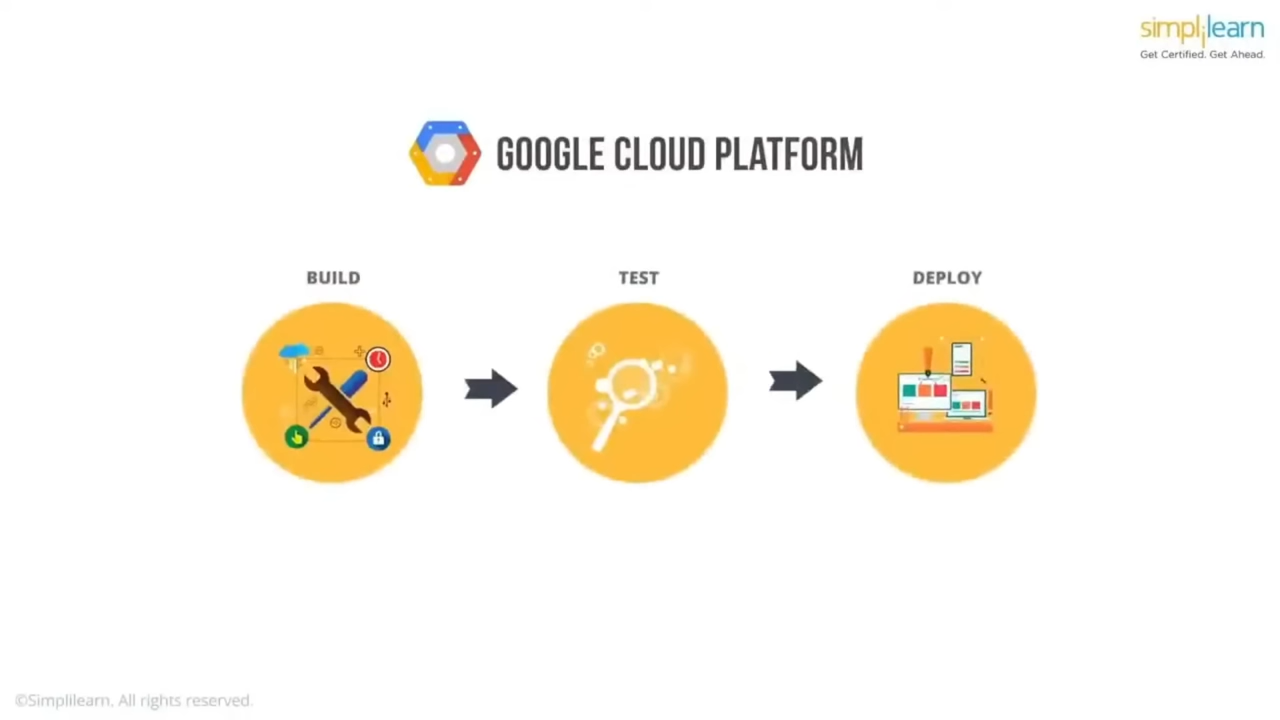 simplilearn
Get Certified. Get Ahead.
GOOGLE CLOUD PLATFORM
BUILD
TEST
DEPLOY
©Simplilearn. All rights reserved.